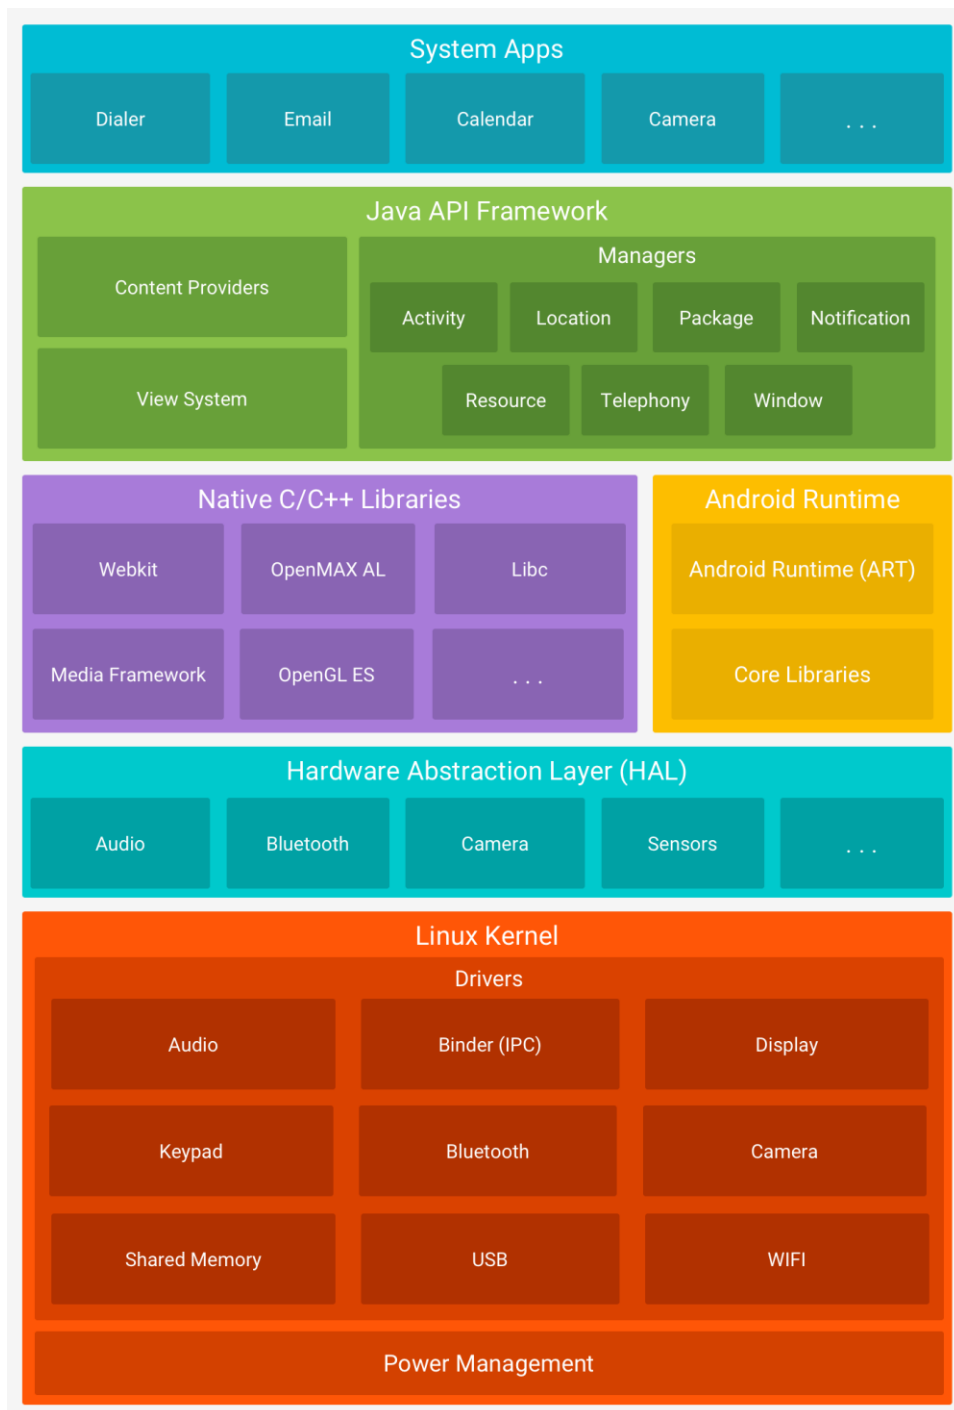 System Apps
Dialer
Email
Calendar
Camera
. . .
Java API Framework
Content Providers
View System
Managers
Activity
Location
Package
Notification
Resource
Telephony
Window
Native C/C++ Libraries
Webkit
OpenMAX AL
Libc
Media Framework
OpenGL ES
. . .
Android Runtime
Android Runtime (ART)
Core Libraries
Hardware Abstraction Layer (HAL)
Audio
Bluetooth
Camera
Sensors
. . .
Linux Kernel
Drivers
Audio
Binder (IPC)
Display
Keypad
Bluetooth
Camera
Shared Memory
USB
WIFI
Power Management